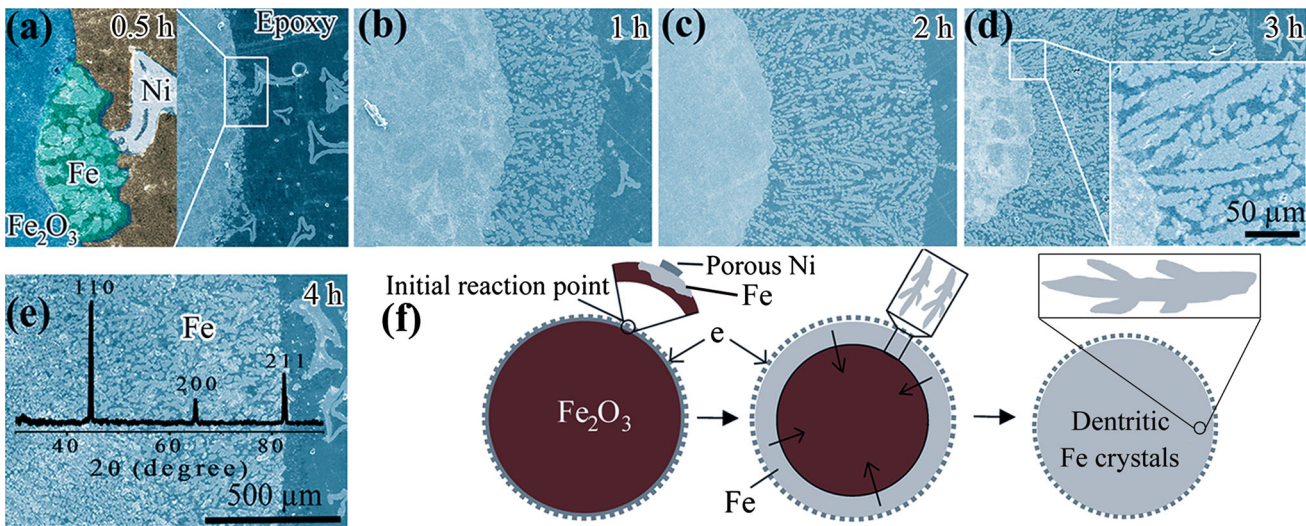 (a) 0.5 h
Epoxy
Ni
Fe
Fe₂O₃
(b) 1 h
(c) 2 h
(d) 3 h
50 µm
(e) 4 h
110
Fe
200
211
40 60 80
2θ (degree)
500 µm
(f)
Initial reaction point
Porous Ni
Fe
e
Fe₂O₃
Fe
Dentritic
Fe crystals